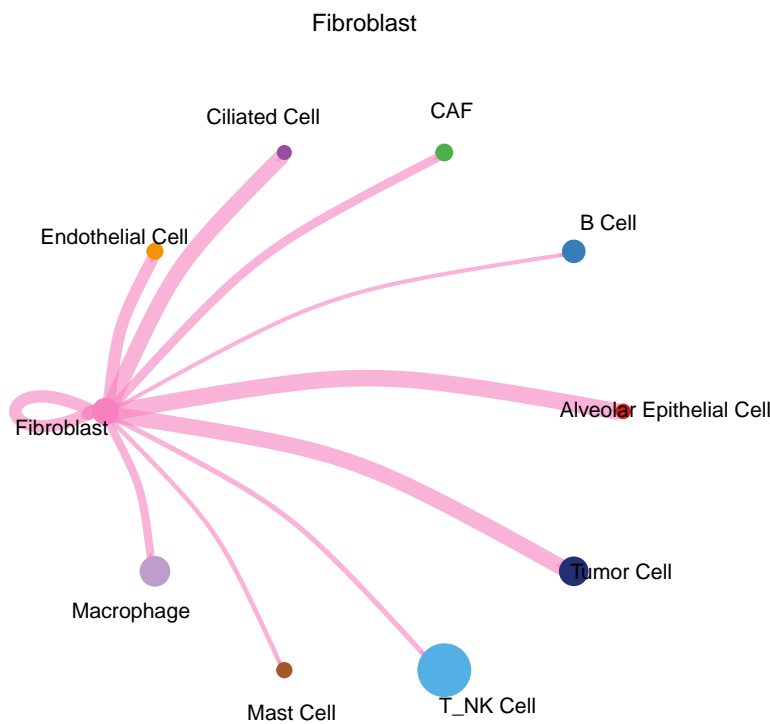 Fibroblast
CAF
Ciliated Cell
B Cell
Endothelial Cell
Alveolar Epithelial Cell
Fibroblast
Tumor Cell
Macrophage
T_NK Cell
Mast Cell